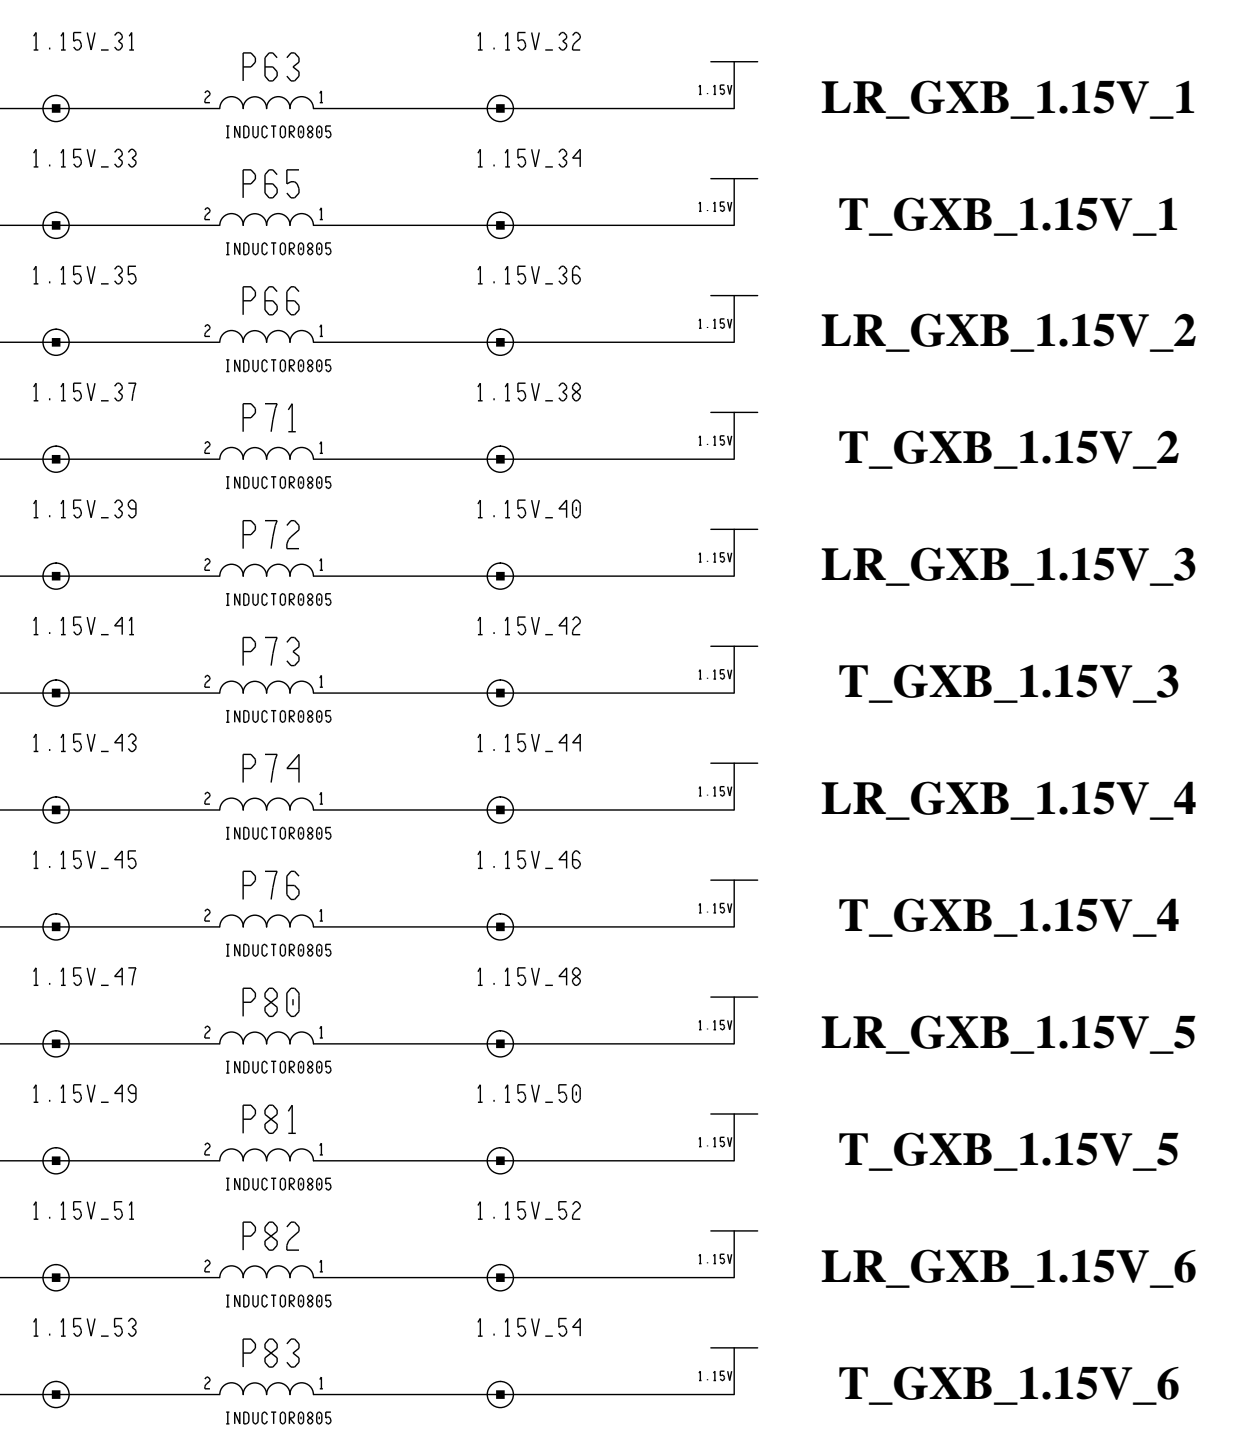 1.15V_31 1.15V_32
P63
2 1 1.15V LR_GXB_1.15V_1
INDUCTOR0805
1.15V_33 1.15V_34
P65
2 1 1.15V T_GXB_1.15V_1
INDUCTOR0805
1.15V_35 1.15V_36
P66
2 1 1.15V LR_GXB_1.15V_2
INDUCTOR0805
1.15V_37 1.15V_38
P71
2 1 1.15V T_GXB_1.15V_2
INDUCTOR0805
1.15V_39 1.15V_40
P72
2 1 1.15V LR_GXB_1.15V_3
INDUCTOR0805
1.15V_41 1.15V_42
P73
2 1 1.15V T_GXB_1.15V_3
INDUCTOR0805
1.15V_43 1.15V_44
P74
2 1 1.15V LR_GXB_1.15V_4
INDUCTOR0805
1.15V_45 1.15V_46
P76
2 1 1.15V T_GXB_1.15V_4
INDUCTOR0805
1.15V_47 1.15V_48
P80
2 1 1.15V LR_GXB_1.15V_5
INDUCTOR0805
1.15V_49 1.15V_50
P81
2 1 1.15V T_GXB_1.15V_5
INDUCTOR0805
1.15V_51 1.15V_52
P82
2 1 1.15V LR_GXB_1.15V_6
INDUCTOR0805
1.15V_53 1.15V_54
P83
2 1 1.15V T_GXB_1.15V_6
INDUCTOR0805